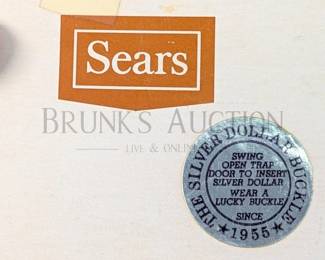 Sears
BRUNK'S AUCTION
LIVE & ONLINE
THE SILVER DOLLAR BUCKLE
SWING
OPEN TRAP
DOOR TO INSERT
SILVER DOLLAR
WEAR A
LUCKY BUCKLE
SINCE
★ 1955 ★